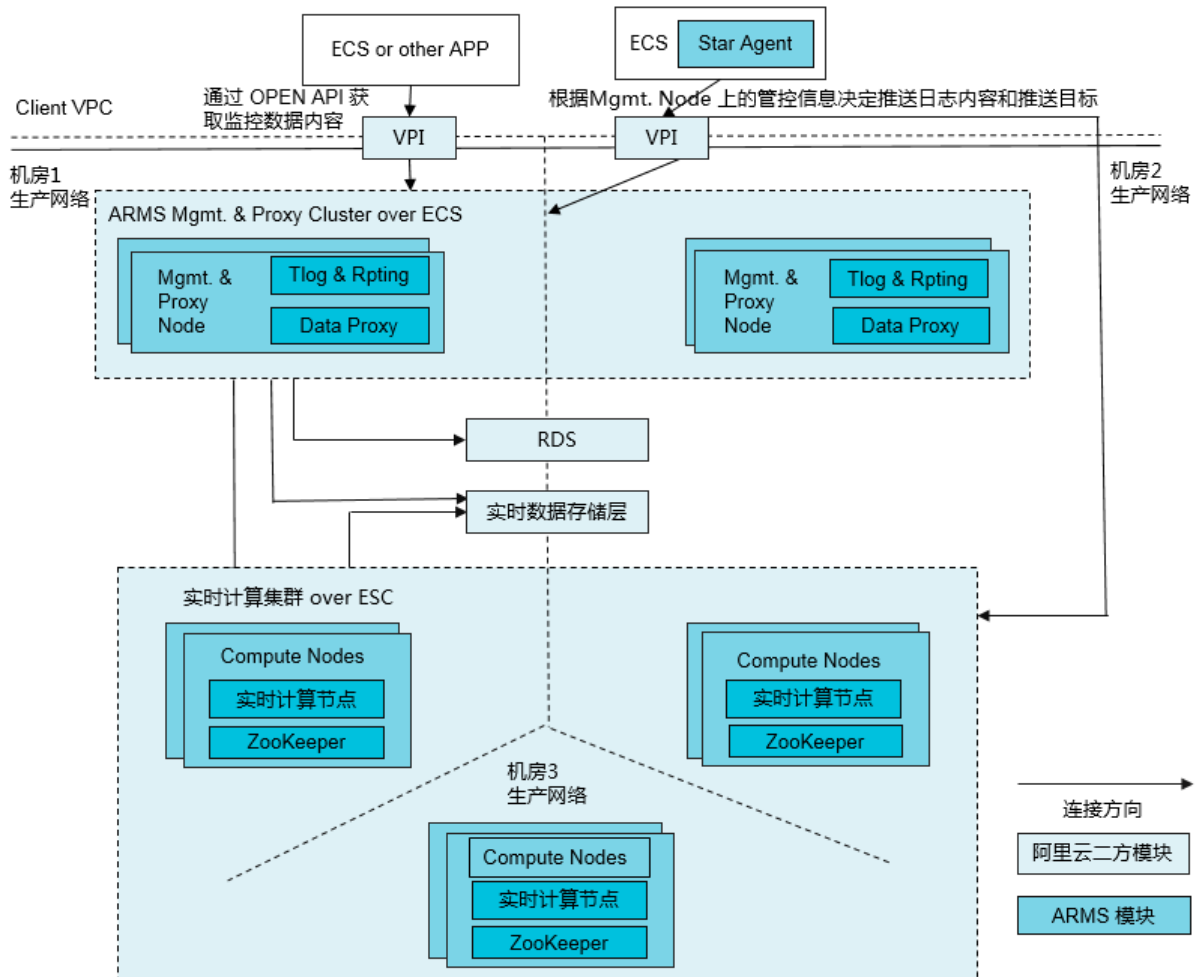 ECS or other APP
ECS
Star Agent
Client VPC
通过 OPEN API 获
取监控数据内容
根据Mgmt. Node 上的管控信息决定推送日志内容和推送目标
VPI
VPI
机房1
生产网络
机房2
生产网络
ARMS Mgmt. & Proxy Cluster over ECS
Mgmt. &
Proxy
Node
Tlog & Rpting
Data Proxy
Mgmt. &
Proxy
Node
Tlog & Rpting
Data Proxy
RDS
实时数据存储层
实时计算集群 over ESC
Compute Nodes
实时计算节点
ZooKeeper
Compute Nodes
实时计算节点
ZooKeeper
机房3
生产网络
Compute Nodes
实时计算节点
ZooKeeper
连接方向
阿里云二方模块
ARMS 模块